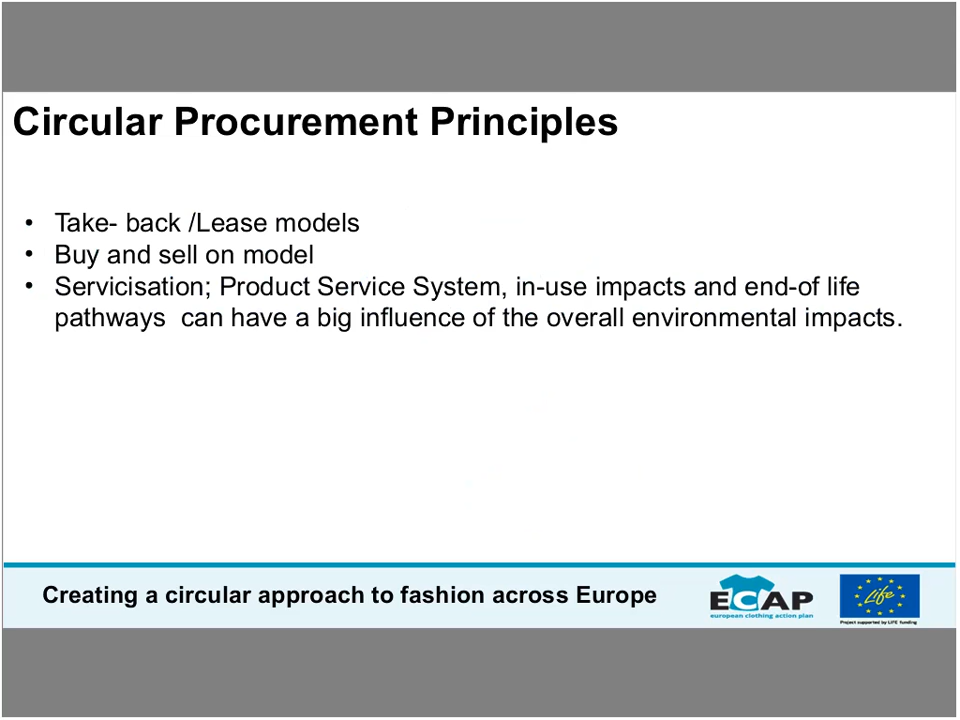 Circular Procurement Principles
• Take- back /Lease models
• Buy and sell on model
• Servicisation; Product Service System, in-use impacts and end-of life
pathways can have a big influence of the overall environmental impacts.
Creating a circular approach to fashion across Europe
ECAP
european clothing action plan
Life
Project supported by LIFE funding